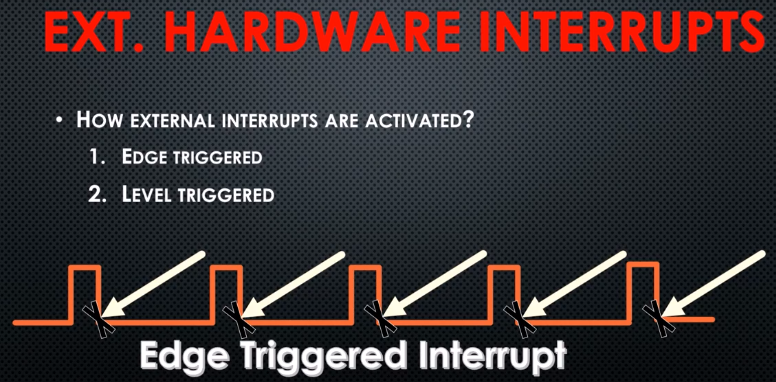 EXT. HARDWARE INTERRUPTS
• HOW EXTERNAL INTERRUPTS ARE ACTIVATED?
1. EDGE TRIGGERED
2. LEVEL TRIGGERED
Edge Triggered Interrupt